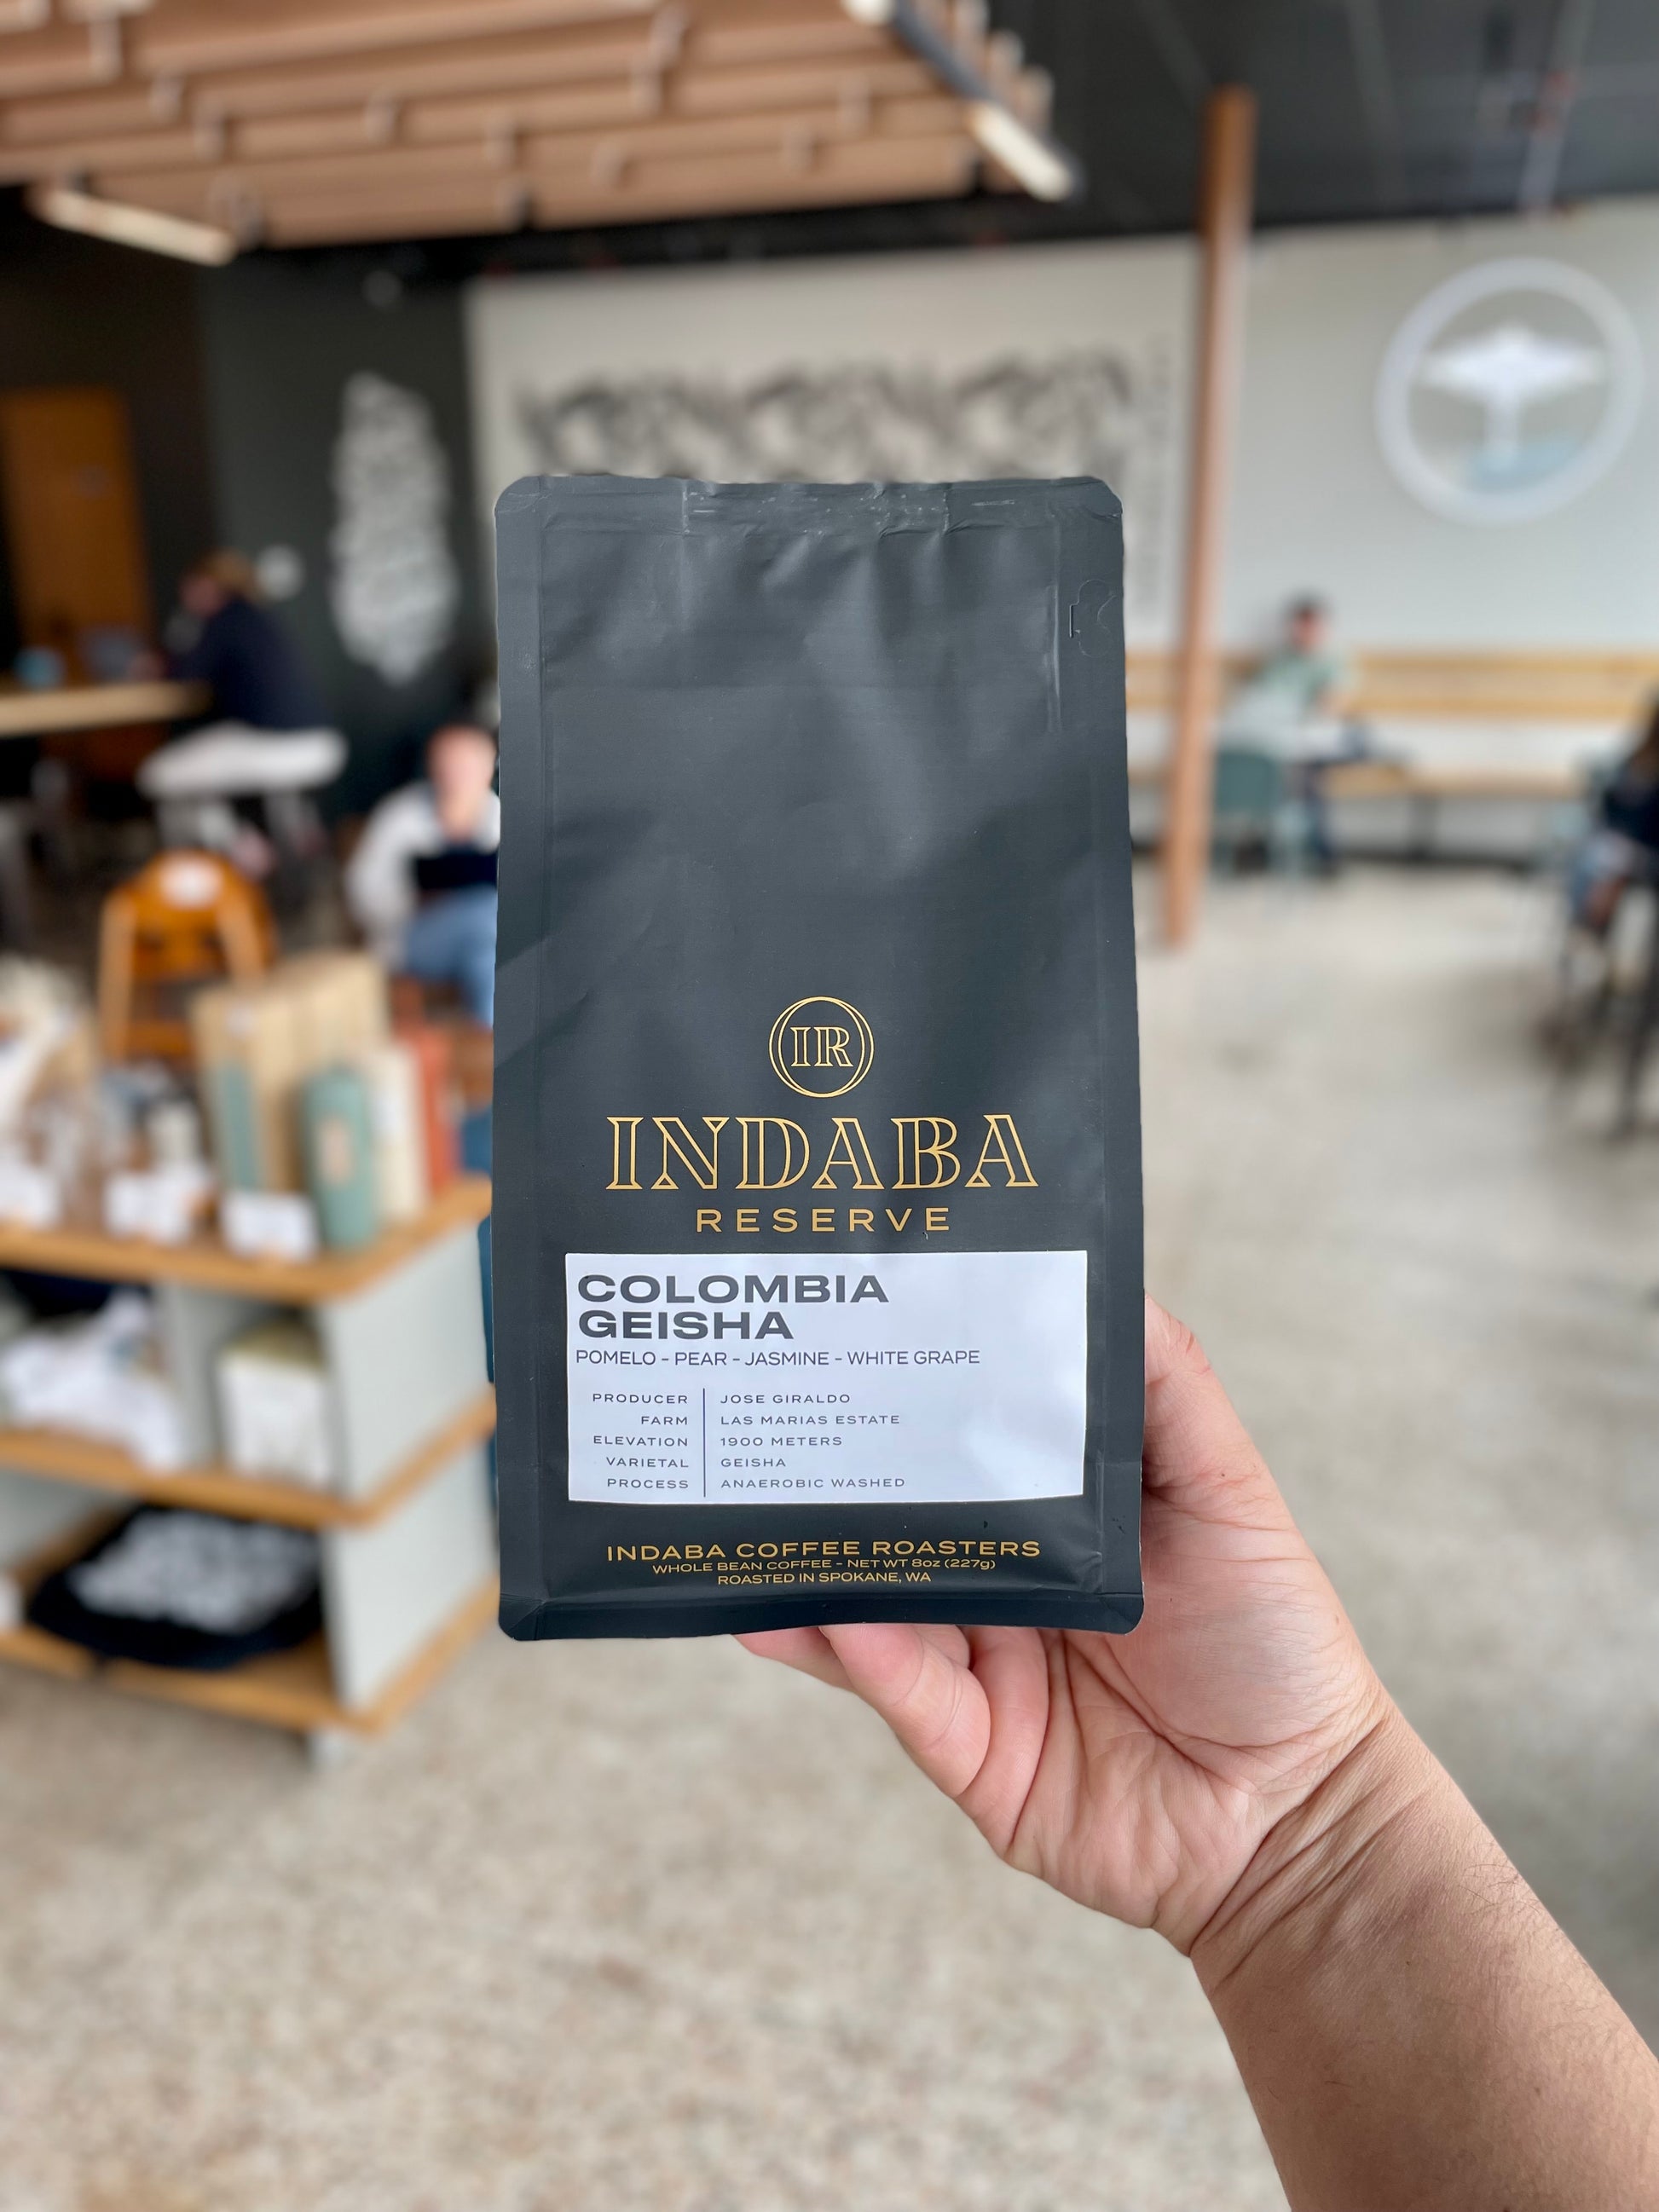 IR
INDABA
RESERVE
COLOMBIA
GEISHA
POMELO - PEAR - JASMINE - WHITE GRAPE
PRODUCER JOSE GIRALDO
FARM LAS MARIAS ESTATE
ELEVATION 1900 METERS
VARIETAL GEISHA
PROCESS ANAEROBIC WASHED
INDABA COFFEE ROASTERS
WHOLE BEAN COFFEE - NET WT 8oz (227g)
ROASTED IN SPOKANE, WA